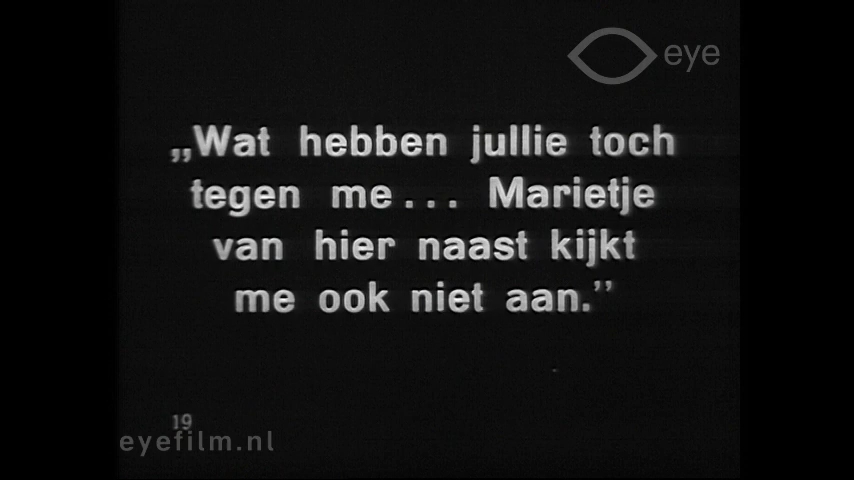 eye
„Wat hebben jullie toch
tegen me... Marietje
van hier naast kijkt
me ook niet aan.”
19
eyefilm.nl